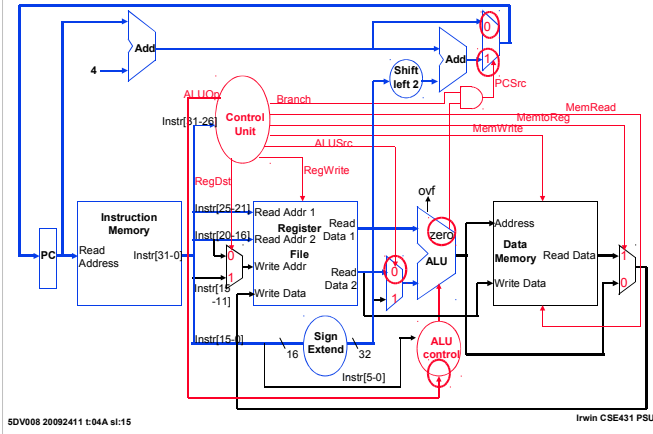 0
Add
Add
4
Shift
left 2
1
PCSrc
ALUOp
Branch
MemRead
MemtoReg
MemWrite
Instr[31-26]
Control
Unit
ALUSrc
RegWrite
RegDst
ovf
Instruction
Memory
PC
Read
Address
Instr[31-0]
Instr[25-21]
Read Addr 1
Instr[20-16]
Read Addr 2
Register
File
Write Addr
Write Data
Read
Data 1
Read
Data 2
0
1
Instr[15
-11]
0
1
zero
ALU
Address
Data
Memory
Read Data
Write Data
1
0
Instr[15-0]
16
Sign
Extend
32
ALU
control
Instr[5-0]
5DV008 20092411 t:04A sl:15
Irwin CSE431 PSU